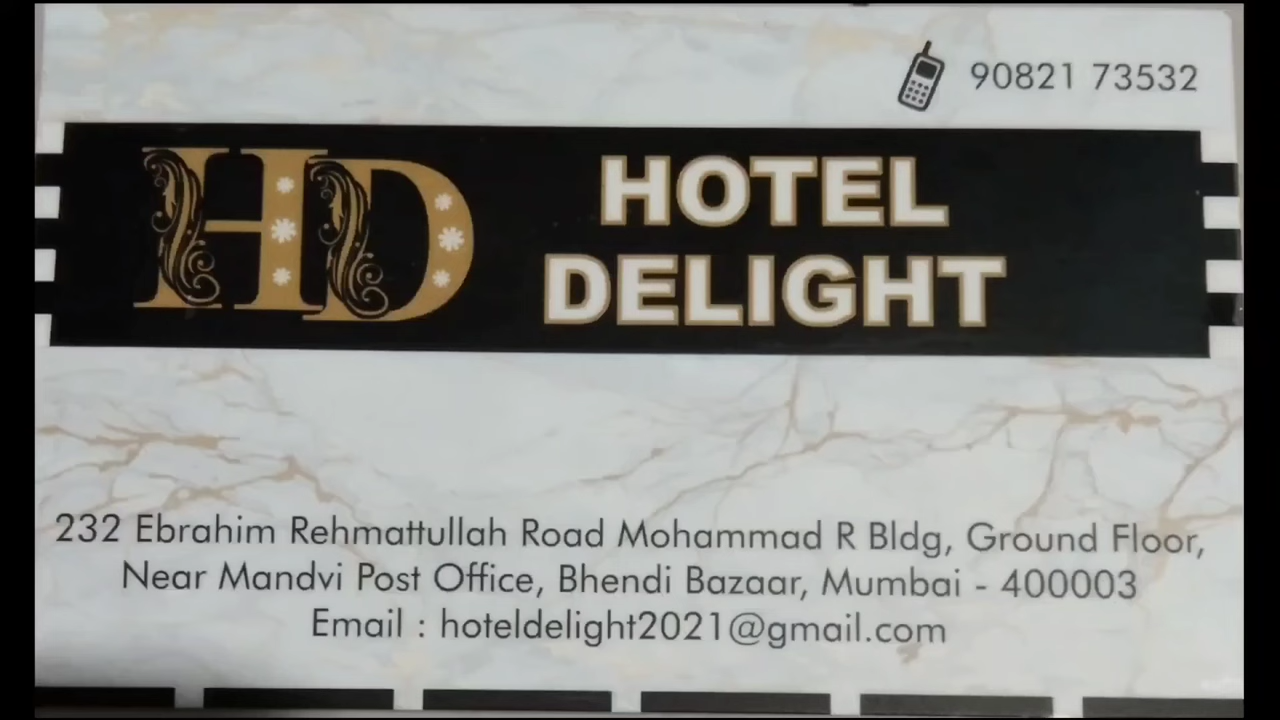 90821 73532
HD
HOTEL
DELIGHT
232 Ebrahim Rehmattullah Road Mohammad R Bldg, Ground Floor,
Near Mandvi Post Office, Bhendi Bazaar, Mumbai - 400003
Email : hoteldelight2021@gmail.com